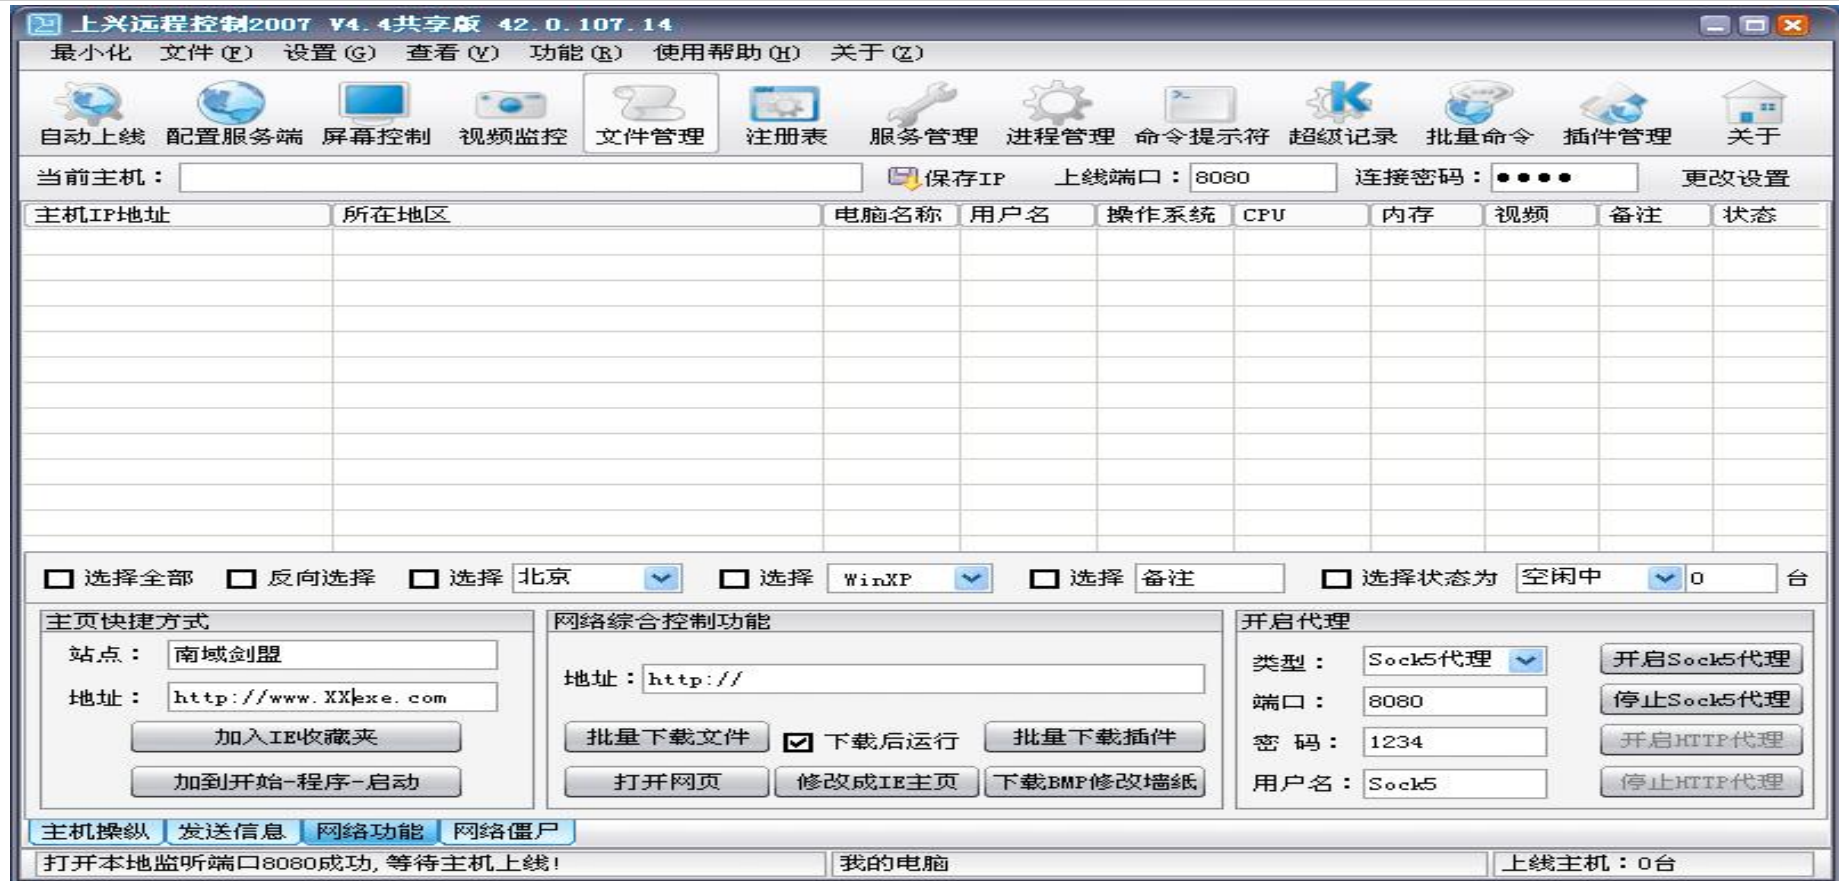 上兴远程控制2007 V4.4共享版 42.0.107.14
最小化 文件(F) 设置(G) 查看(V) 功能(R) 使用帮助(H) 关于(Z)
自动上线 配置服务端 屏幕控制 视频监控 文件管理 注册表 服务管理 进程管理 命令提示符 超级记录 批量命令 插件管理 关于
当前主机: 保存IP 上线端口: 8080 连接密码: ●●●● 更改设置
主机IP地址 所在地区 电脑名称 用户名 操作系统 CPU 内存 视频 备注 状态
选择全部 反向选择 选择 北京 选择 WinXP 选择 备注 选择状态为 空闲中 0 台
主页快捷方式
站点: 南域剑盟
地址: http://www.XXexe.com
加入IE收藏夹
加到开始-程序-启动
网络综合控制功能
地址: http://
批量下载文件 下载后运行 批量下载插件
打开网页 修改成IE主页 下载BMP修改墙纸
开启代理
类型: Sock5代理 开启Sock5代理
端口: 8080 停止Sock5代理
密 码: 1234 开启HTTP代理
用户名: Sock5 停止HTTP代理
主机操纵 发送信息 网络功能 网络僵尸
打开本地监听端口8080成功,等待主机上线! 我的电脑 上线主机:0台